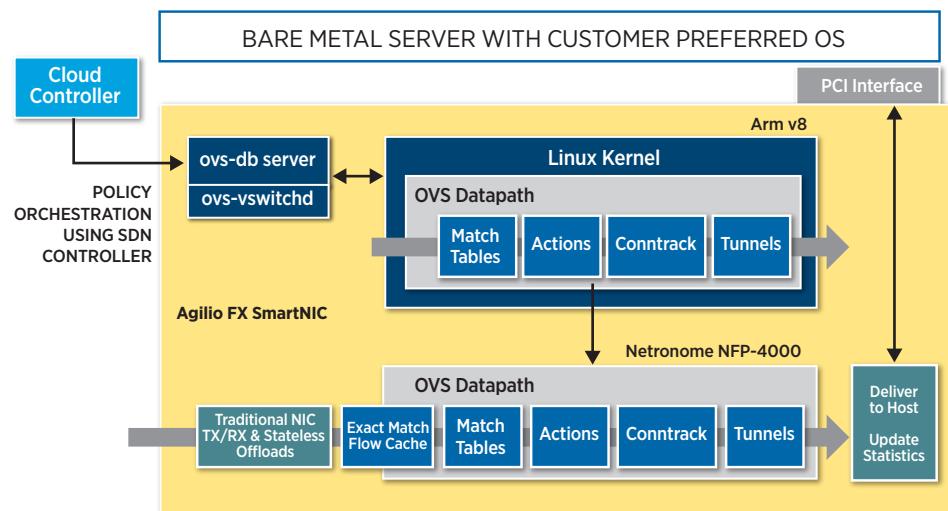 BARE METAL SERVER WITH CUSTOMER PREFERRED OS
Cloud
Controller
PCI Interface
Arm v8
ovs-db server
ovs-vswitchd
Linux Kernel
OVS Datapath
Match
Tables
Actions
Conntrack
Tunnels
POLICY
ORCHESTRATION
USING SDN
CONTROLLER
Agilio FX SmartNIC
Netronome NFP-4000
OVS Datapath
Traditional NIC
TX/RX & Stateless
Offloads
Exact Match
Flow Cache
Match
Tables
Actions
Conntrack
Tunnels
Deliver
to Host
Update
Statistics